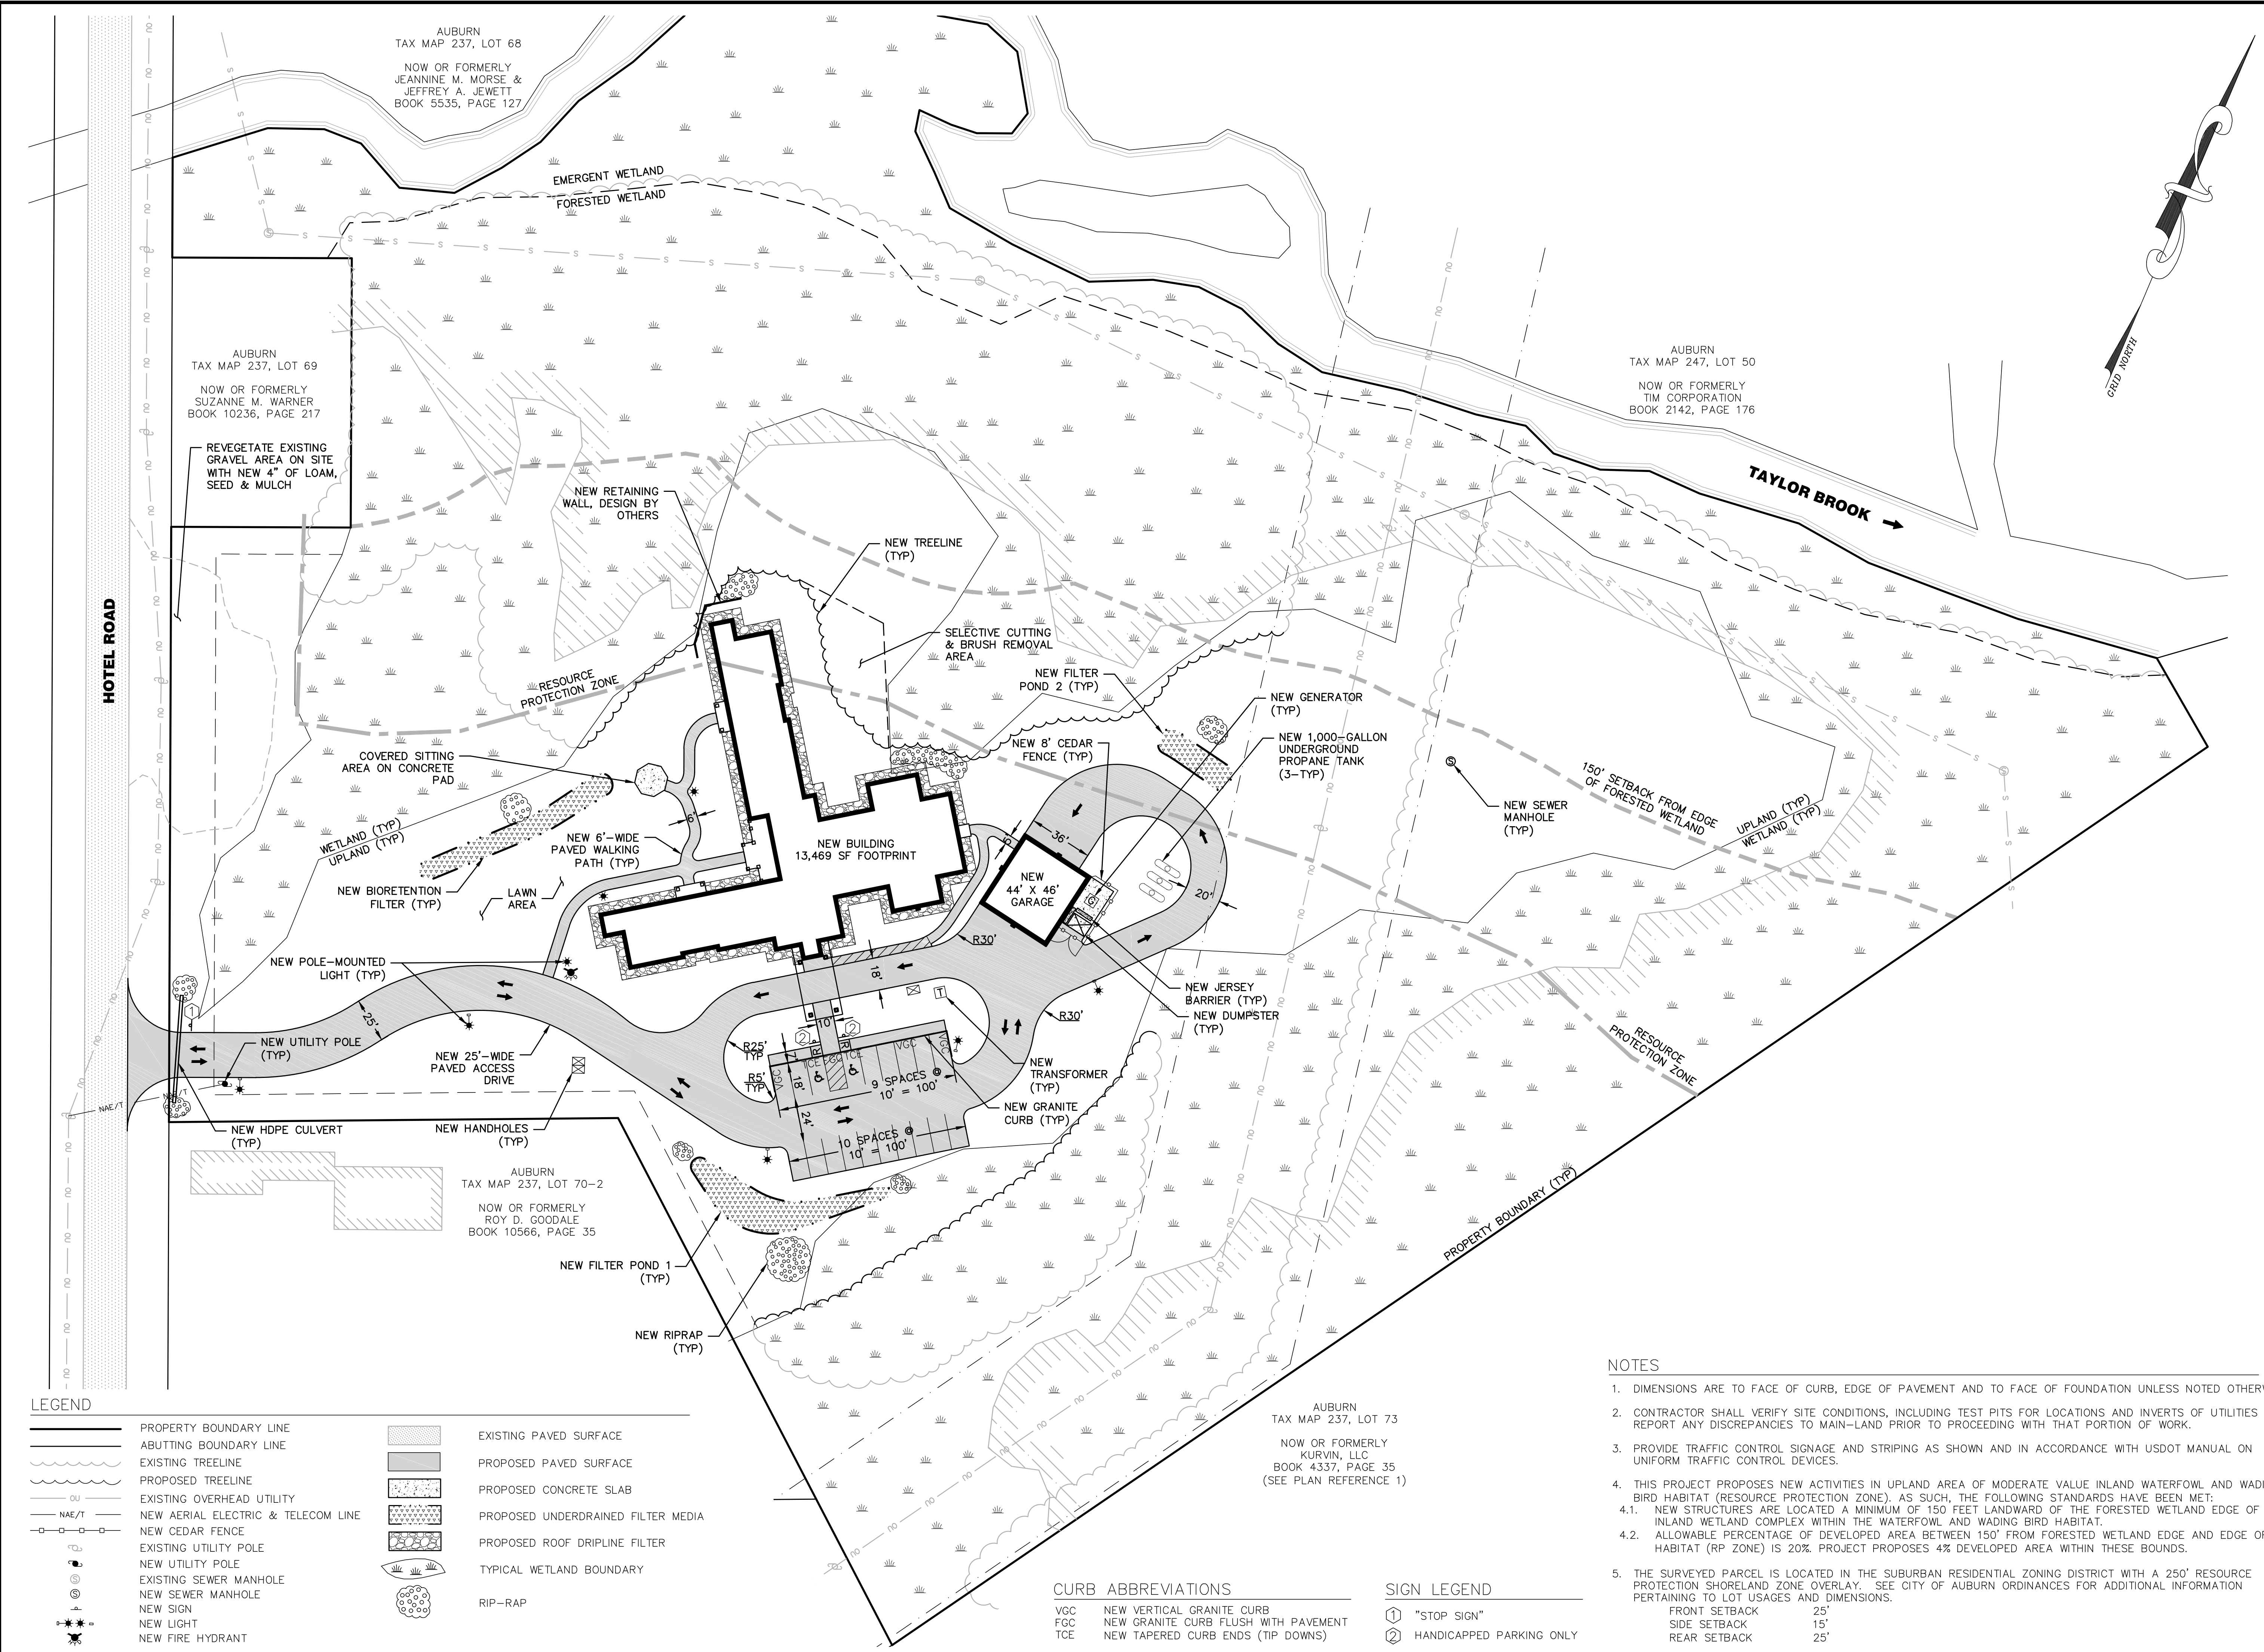 AUBURN
TAX MAP 237, LOT 68
NOW OR FORMERLY
JEANNINE M. MORSE &
JEFFREY A. JEWETT
BOOK 5535, PAGE 127
EMERGENT WETLAND
FORESTED WETLAND
GRID NORTH
AUBURN
TAX MAP 237, LOT 69
NOW OR FORMERLY
SUZANNE M. WARNER
BOOK 10236, PAGE 217
AUBURN
TAX MAP 247, LOT 50
NOW OR FORMERLY
TIM CORPORATION
BOOK 2142, PAGE 176
TAYLOR BROOK
REVEGETATE EXISTING
GRAVEL AREA ON SITE
WITH NEW 4" OF LOAM,
SEED & MULCH
HOTEL ROAD
NEW RETAINING
WALL, DESIGN BY
OTHERS
NEW TREELINE
(TYP)
SELECTIVE CUTTING
& BRUSH REMOVAL
AREA
RESOURCE
PROTECTION ZONE
NEW FILTER
POND 2 (TYP)
NEW GENERATOR
(TYP)
NEW 8' CEDAR
FENCE (TYP)
NEW 1,000-GALLON
UNDERGROUND
PROPANE TANK
(3-TYP)
COVERED SITTING
AREA ON CONCRETE
PAD
NEW SEWER
MANHOLE
(TYP)
150' SETBACK FROM EDGE
OF FORESTED WETLAND
UPLAND (TYP)
WETLAND (TYP)
WETLAND (TYP)
UPLAND (TYP)
NEW 6'-WIDE
PAVED WALKING
PATH (TYP)
6'
NEW BUILDING
13,469 SF FOOTPRINT
5'
36'
NEW
44' X 46'
GARAGE
G
20'
NEW BIORETENTION
FILTER (TYP)
LAWN
AREA
R30'
18'
NEW POLE-MOUNTED
LIGHT (TYP)
25'
1
NEW JERSEY
BARRIER (TYP)
NEW DUMPSTER
(TYP)
T
R30'
10'
2
2
NEW UTILITY POLE
(TYP)
NEW 25'-WIDE
PAVED ACCESS
DRIVE
R25'
TYP
R5'
TYP
7'
18'
24'
TCE FGC TCE
VGC
VGC
VGC
9 SPACES @
10' = 100'
10 SPACES @
10' = 100'
NEW
TRANSFORMER
(TYP)
NEW GRANITE
CURB (TYP)
NAE/T
NAE/T
NEW HDPE CULVERT
(TYP)
NEW HANDHOLES
(TYP)
RESOURCE
PROTECTION ZONE
AUBURN
TAX MAP 237, LOT 70-2
NOW OR FORMERLY
ROY D. GOODALE
BOOK 10566, PAGE 35
NEW FILTER POND 1
(TYP)
NEW RIPRAP
(TYP)
PROPERTY BOUNDARY (TYP)
AUBURN
TAX MAP 237, LOT 73
NOW OR FORMERLY
KURVIN, LLC
BOOK 4337, PAGE 35
(SEE PLAN REFERENCE 1)
LEGEND
PROPERTY BOUNDARY LINE
ABUTTING BOUNDARY LINE
EXISTING TREELINE
PROPOSED TREELINE
OU EXISTING OVERHEAD UTILITY
NAE/T NEW AERIAL ELECTRIC & TELECOM LINE
NEW CEDAR FENCE
EXISTING UTILITY POLE
NEW UTILITY POLE
S EXISTING SEWER MANHOLE
S NEW SEWER MANHOLE
NEW SIGN
NEW LIGHT
NEW FIRE HYDRANT
EXISTING PAVED SURFACE
PROPOSED PAVED SURFACE
PROPOSED CONCRETE SLAB
PROPOSED UNDERDRAINED FILTER MEDIA
PROPOSED ROOF DRIPLINE FILTER
TYPICAL WETLAND BOUNDARY
RIP-RAP
CURB ABBREVIATIONS
VGC NEW VERTICAL GRANITE CURB
FGC NEW GRANITE CURB FLUSH WITH PAVEMENT
TCE NEW TAPERED CURB ENDS (TIP DOWNS)
SIGN LEGEND
1 "STOP SIGN"
2 HANDICAPPED PARKING ONLY
NOTES
1. DIMENSIONS ARE TO FACE OF CURB, EDGE OF PAVEMENT AND TO FACE OF FOUNDATION UNLESS NOTED OTHERW
2. CONTRACTOR SHALL VERIFY SITE CONDITIONS, INCLUDING TEST PITS FOR LOCATIONS AND INVERTS OF UTILITIES
REPORT ANY DISCREPANCIES TO MAIN-LAND PRIOR TO PROCEEDING WITH THAT PORTION OF WORK.
3. PROVIDE TRAFFIC CONTROL SIGNAGE AND STRIPING AS SHOWN AND IN ACCORDANCE WITH USDOT MANUAL ON
UNIFORM TRAFFIC CONTROL DEVICES.
4. THIS PROJECT PROPOSES NEW ACTIVITIES IN UPLAND AREA OF MODERATE VALUE INLAND WATERFOWL AND WADI
BIRD HABITAT (RESOURCE PROTECTION ZONE). AS SUCH, THE FOLLOWING STANDARDS HAVE BEEN MET:
4.1. NEW STRUCTURES ARE LOCATED A MINIMUM OF 150 FEET LANDWARD OF THE FORESTED WETLAND EDGE OF
INLAND WETLAND COMPLEX WITHIN THE WATERFOWL AND WADING BIRD HABITAT.
4.2. ALLOWABLE PERCENTAGE OF DEVELOPED AREA BETWEEN 150' FROM FORESTED WETLAND EDGE AND EDGE OF
HABITAT (RP ZONE) IS 20%. PROJECT PROPOSES 4% DEVELOPED AREA WITHIN THESE BOUNDS.
5. THE SURVEYED PARCEL IS LOCATED IN THE SUBURBAN RESIDENTIAL ZONING DISTRICT WITH A 250' RESOURCE
PROTECTION SHORELAND ZONE OVERLAY. SEE CITY OF AUBURN ORDINANCES FOR ADDITIONAL INFORMATION
PERTAINING TO LOT USAGES AND DIMENSIONS.
FRONT SETBACK 25'
SIDE SETBACK 15'
REAR SETBACK 25'